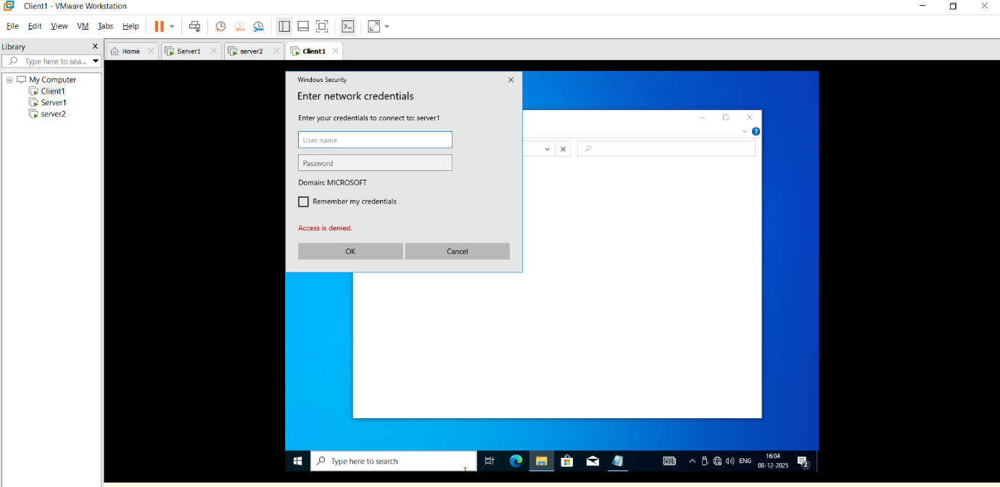 Client1 - VMware Workstation
File Edit View VM Tabs Help
Library
Type here to sea...
Home
Server1
server2
Client1
My Computer
Client1
Server1
server2
Windows Security
Enter network credentials
Enter your credentials to connect to: server1
User name
Password
Domain: MICROSOFT
Remember my credentials
Access is denied.
OK
Cancel
Type here to search
ENG
16:04
08-12-2025
2